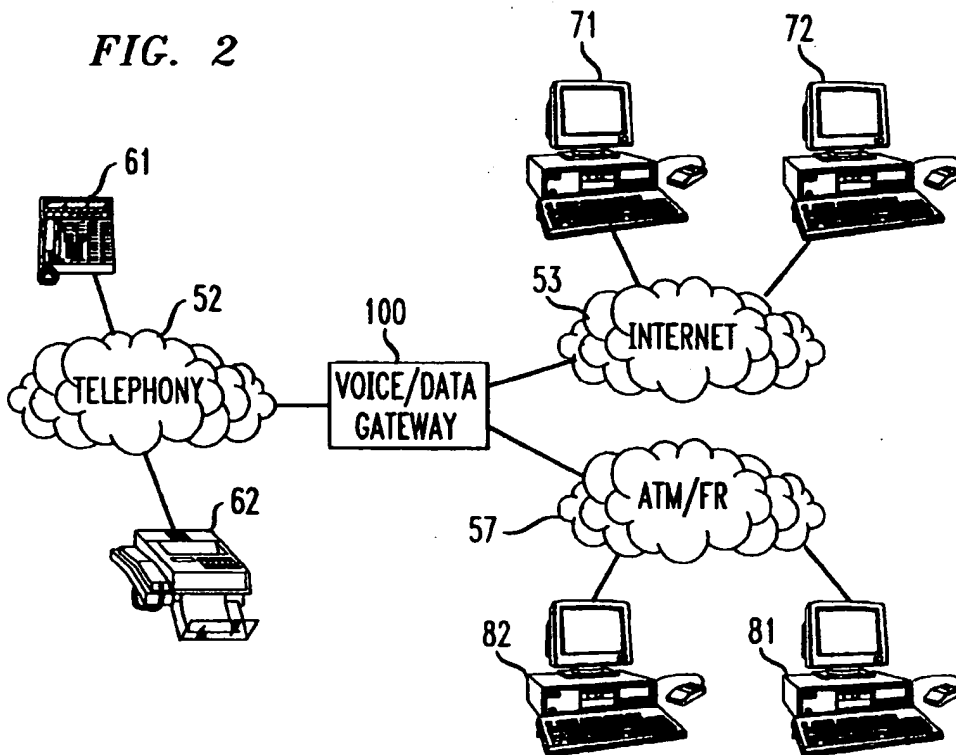 FIG. 2
71
72
61
52
53
INTERNET
100
TELEPHONY
VOICE/DATA
GATEWAY
ATM/FR
57
62
82
81